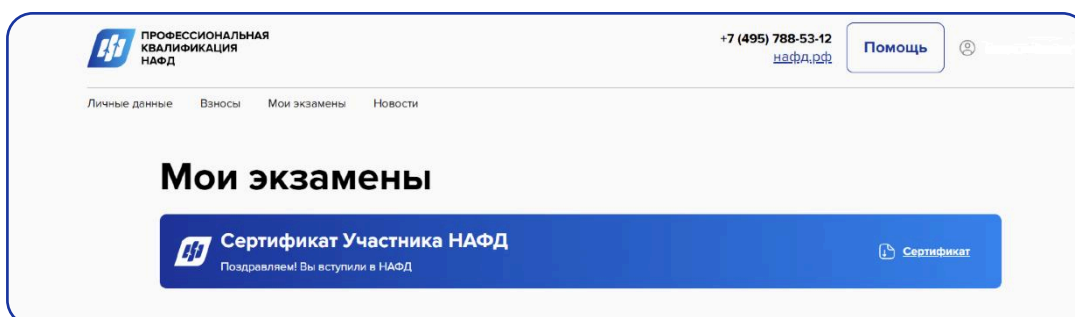 ПРОФЕССИОНАЛЬНАЯ
КВАЛИФИКАЦИЯ
НАФД
+7 (495) 788-53-12
нафд.рф
Помощь
Личные данные Взносы Мои экзамены Новости
Мои экзамены
Сертификат Участника НАФД
Поздравляем! Вы вступили в НАФД
Сертификат